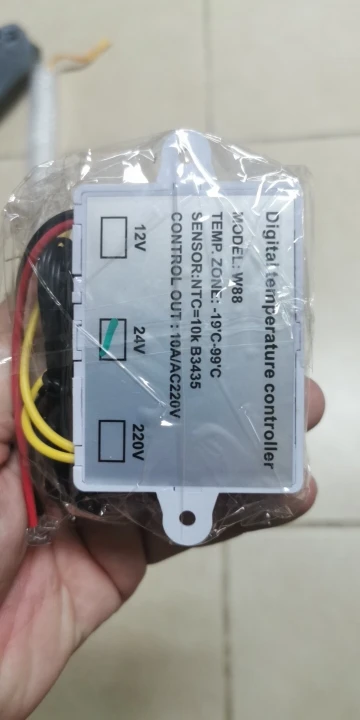 Digital temperature controller
MODEL: W88
TEMP. ZONE: -19℃-99℃
SENSOR:NTC=10k B3435
CONTROL OUT : 10A/AC220V
12V 24V 220V